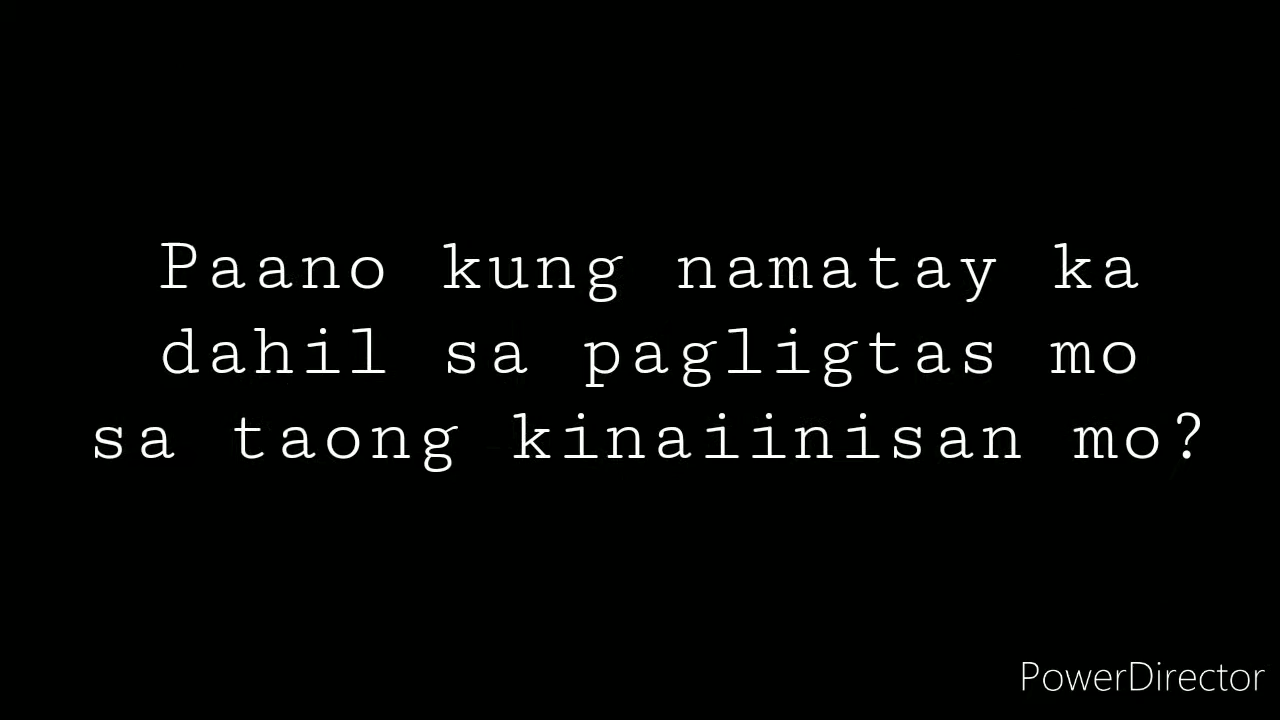 Paano kung namatay ka
dahil sa pagligtas mo
sa taong kinaiinisan mo?
PowerDirector